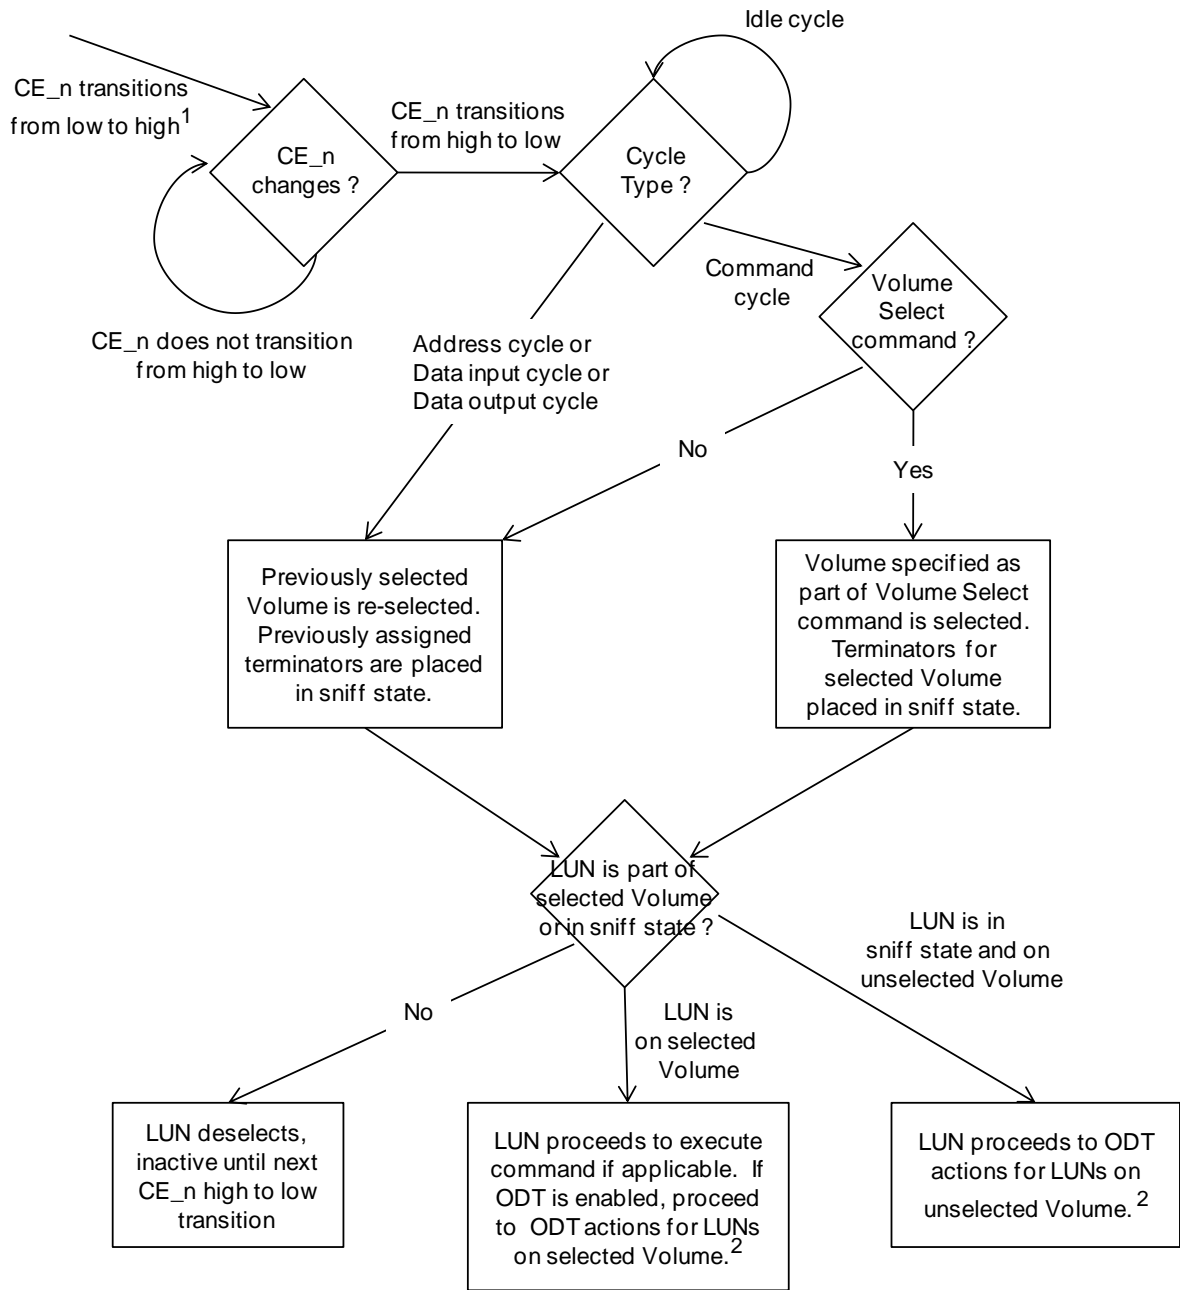 Idle cycle
CE_n transitions
from low to high1
CE_n transitions
from high to low
CE_n
changes ?
Cycle
Type ?
Command
cycle
Volume
Select
command ?
CE_n does not transition
from high to low
Address cycle or
Data input cycle or
Data output cycle
No
Yes
Previously selected
Volume is re-selected.
Previously assigned
terminators are placed
in sniff state.
Volume specified as
part of Volume Select
command is selected.
Terminators for
selected Volume
placed in sniff state.
LUN is part of
selected Volume
or in sniff state ?
LUN is in
sniff state and on
unselected Volume
No
LUN is
on selected
Volume
LUN deselects,
inactive until next
CE_n high to low
transition
LUN proceeds to execute
command if applicable. If
ODT is enabled, proceed
to ODT actions for LUNs
on selected Volume.2
LUN proceeds to ODT
actions for LUNs on
unselected Volume. 2